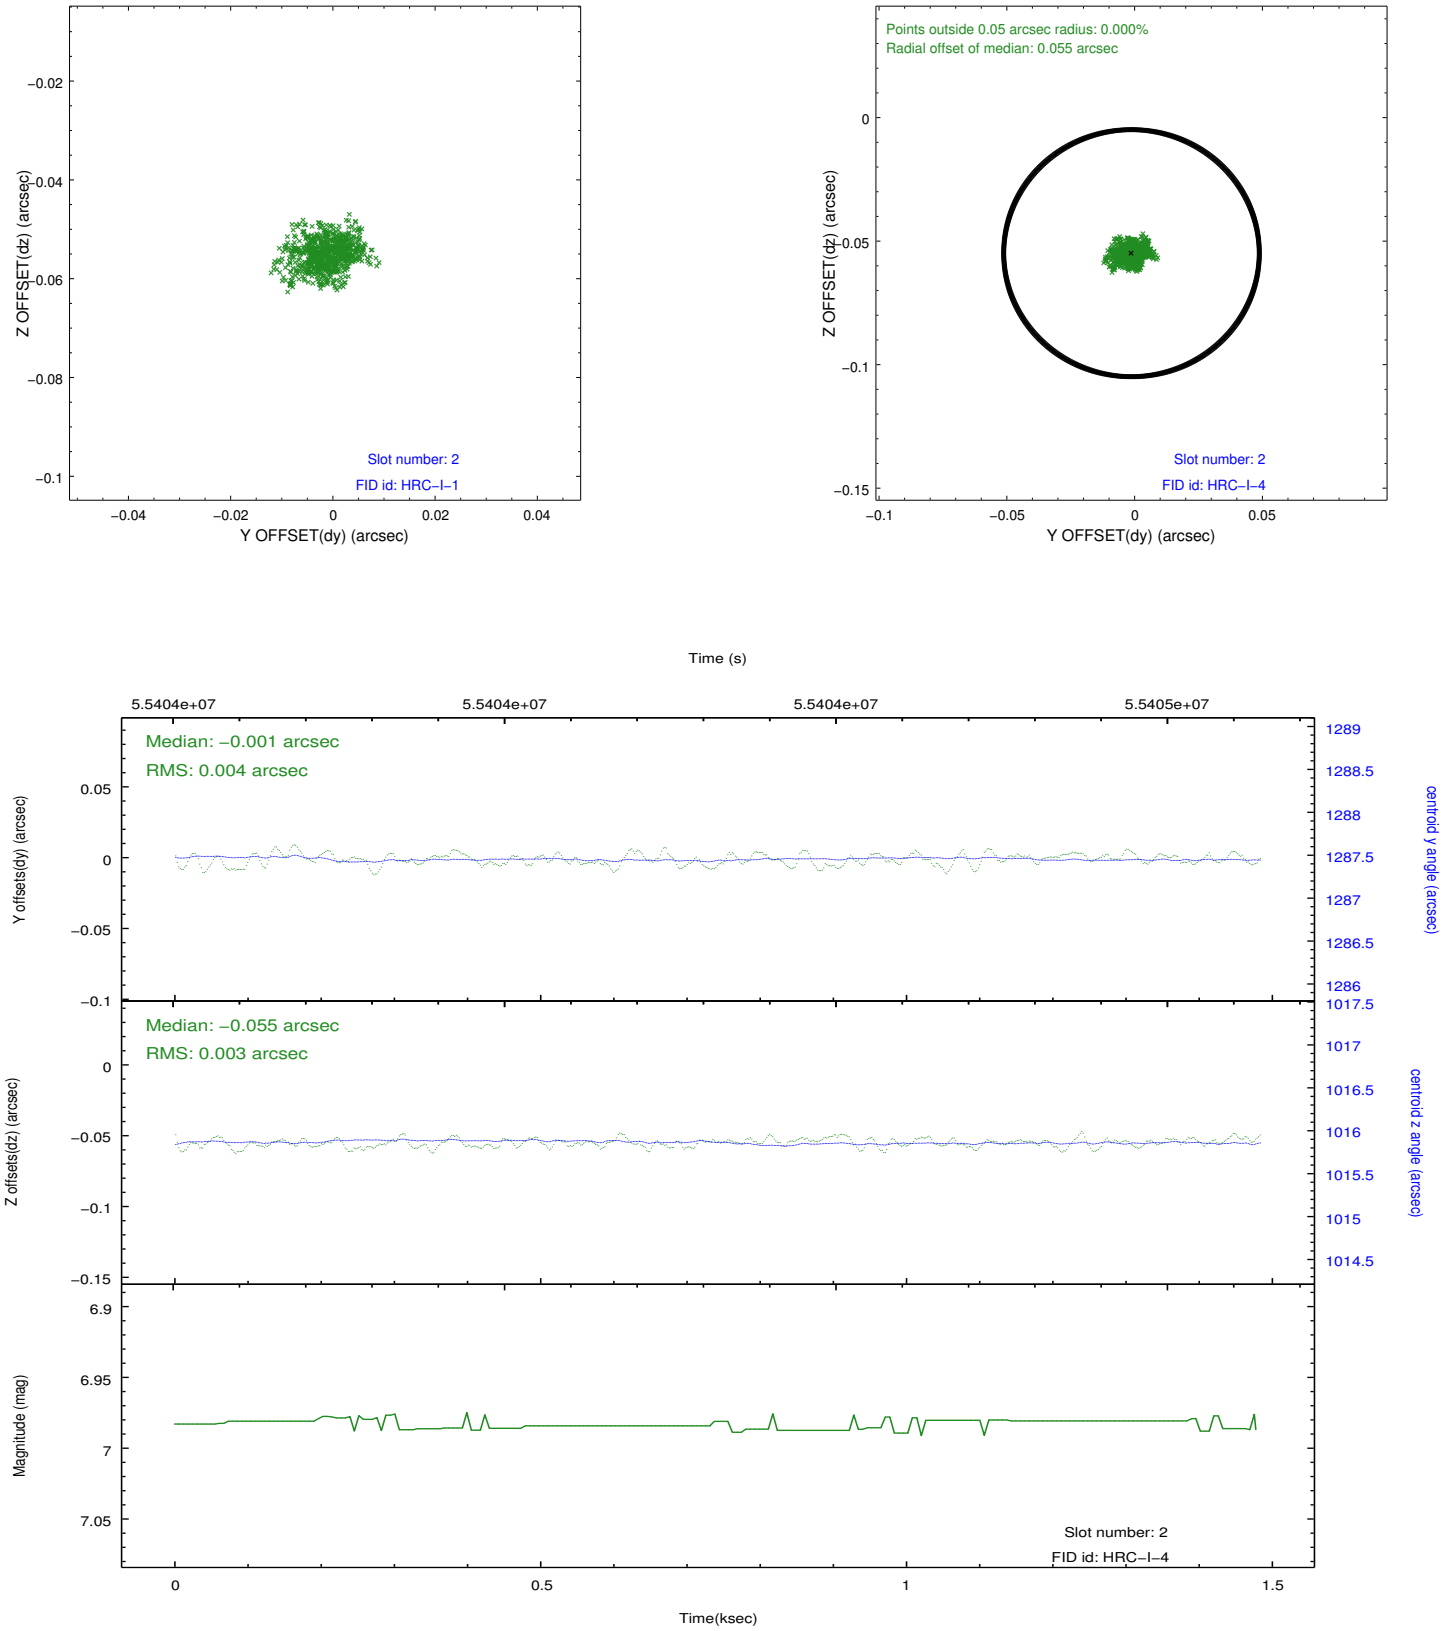 −0.02
−0.04
−0.06
−0.08
−0.1
Z OFFSET(dz) (arcsec)
Slot number: 2
FID id: HRC−I−1
−0.04 −0.02 0 0.02 0.04
Y OFFSET(dy) (arcsec)
Points outside 0.05 arcsec radius: 0.000%
Radial offset of median: 0.055 arcsec
0
−0.05
−0.1
−0.15
Z OFFSET(dz) (arcsec)
Slot number: 2
FID id: HRC−I−4
−0.1 −0.05 0 0.05
Y OFFSET(dy) (arcsec)
Time (s)
5.5404e+07 5.5404e+07 5.5404e+07 5.5405e+07
Median: −0.001 arcsec
RMS: 0.004 arcsec
0.05
0
−0.05
−0.1
Y offsets(dy) (arcsec)
1289
1288.5
1288
1287.5
1287
1286.5
1286
centroid y angle (arcsec)
Median: −0.055 arcsec
RMS: 0.003 arcsec
0
−0.05
−0.1
−0.15
Z offsets(dz) (arcsec)
1017.5
1017
1016.5
1016
1015.5
1015
1014.5
centroid z angle (arcsec)
6.9
6.95
7
7.05
Magnitude (mag)
Slot number: 2
FID id: HRC−I−4
0 0.5 1 1.5
Time(ksec)